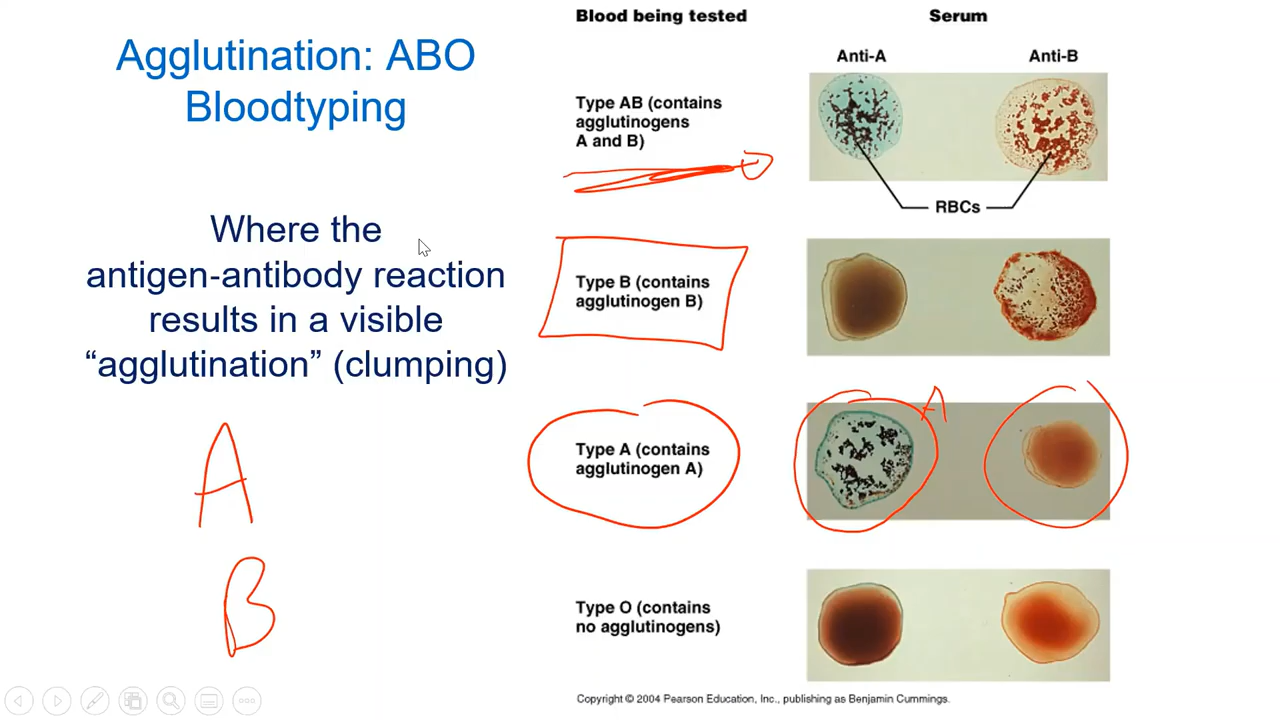 Agglutination: ABO
Bloodtyping
Where the
antigen-antibody reaction
results in a visible
“agglutination” (clumping)
A
B
Blood being tested
Serum
Anti-A
Anti-B
Type AB (contains
agglutinogens
A and B)
RBCs
Type B (contains
agglutinogen B)
Type A (contains
agglutinogen A)
A
Type O (contains
no agglutinogens)
Copyright © 2004 Pearson Education, Inc., publishing as Benjamin Cummings.